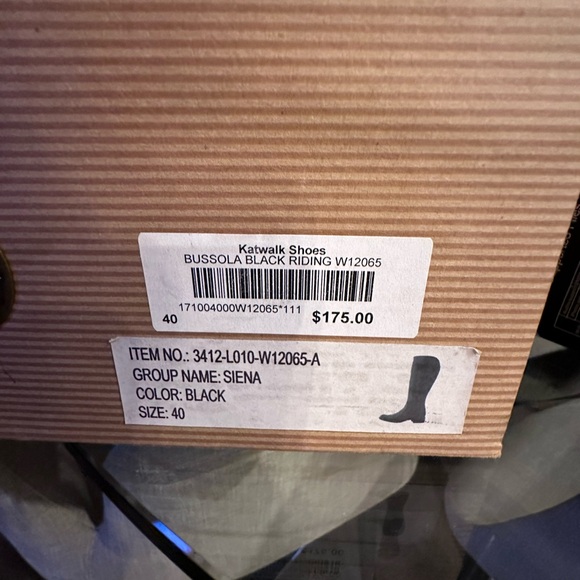 Katwalk Shoes
BUSSOLA BLACK RIDING W12065
171004000W12065*111
40 $175.00
ITEM NO.: 3412-L010-W12065-A
GROUP NAME: SIENA
COLOR: BLACK
SIZE: 40